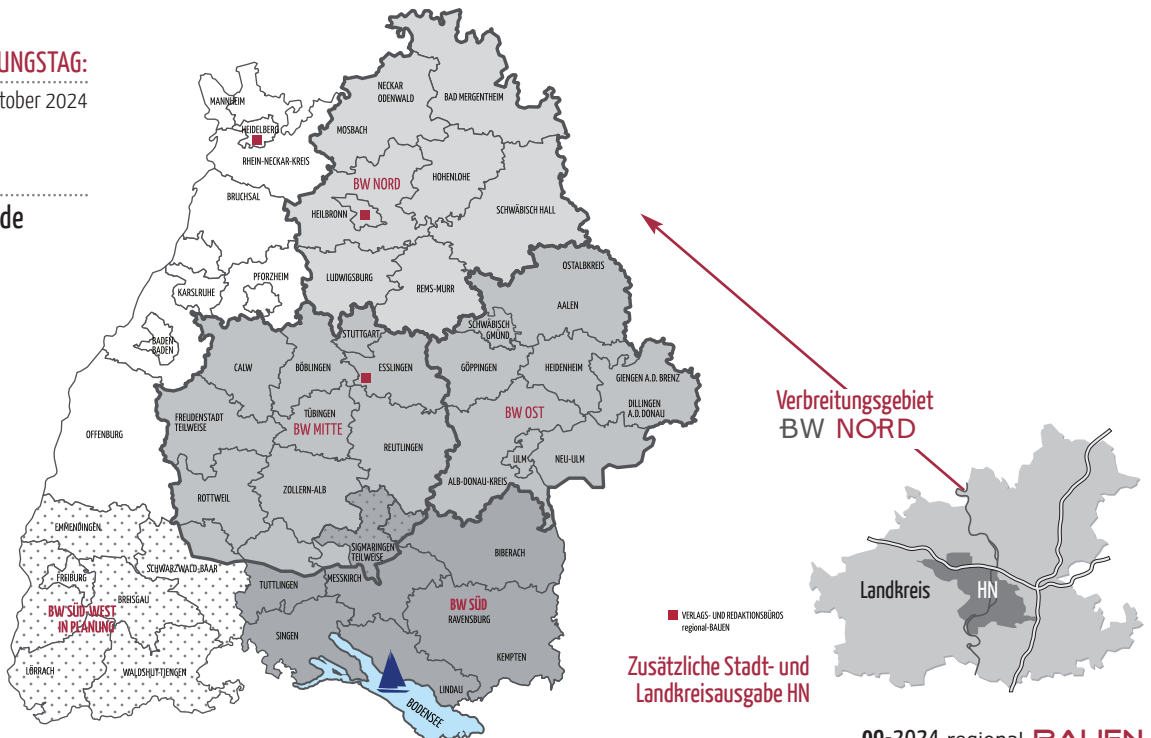 UNGSTAG:
tober 2024
de
MANNHEIM
HEIDELBERG
RHEIN-NECKAR-KREIS
BRUCHSAL
KARLSRUHE
PFORZHEIM
BADEN
BADEN
OFFENBURG
NECKAR
ODENWALD
BAD MERGENTHEIM
MOSBACH
BW NORD
HOHENLOHE
HEILBRONN
SCHWÄBISCH HALL
LUDWIGSBURG
REMS-MURR
OSTALBKREIS
AALEN
SCHWÄBISCH
GMÜND
STUTTGART
CALW
BÖBLINGEN
ESSLINGEN
GÖPPINGEN
HEIDENHEIM
GIENGEN A.D. BRENZ
DILLINGEN
A.D. DONAU
FREUDENSTADT
TEILWEISE
TÜBINGEN
BW MITTE
BW OST
REUTLINGEN
ULM
NEU-ULM
ALB-DONAU-KREIS
ROTTWEIL
ZOLLERN-ALB
SIGMARINGEN
TEILWEISE
BIBERACH
EMMENDINGEN
FREIBURG
SCHWARZWALD-BAAR
BREISGAU
BW SÜD-WEST
IN PLANUNG
LÖRRACH
WALDSHUT-TIENGEN
TUTTLINGEN
MESSKIRCH
BW SÜD
RAVENSBURG
SINGEN
KEMPTEN
LINDAU
BODENSEE
Verbreitungsgebiet
BW NORD
Landkreis
HN
VERLAGS- UND REDAKTIONSBÜROS
regional-BAUEN
Zusätzliche Stadt- und
Landkreisausgabe HN
09-2024 regional BAUEN